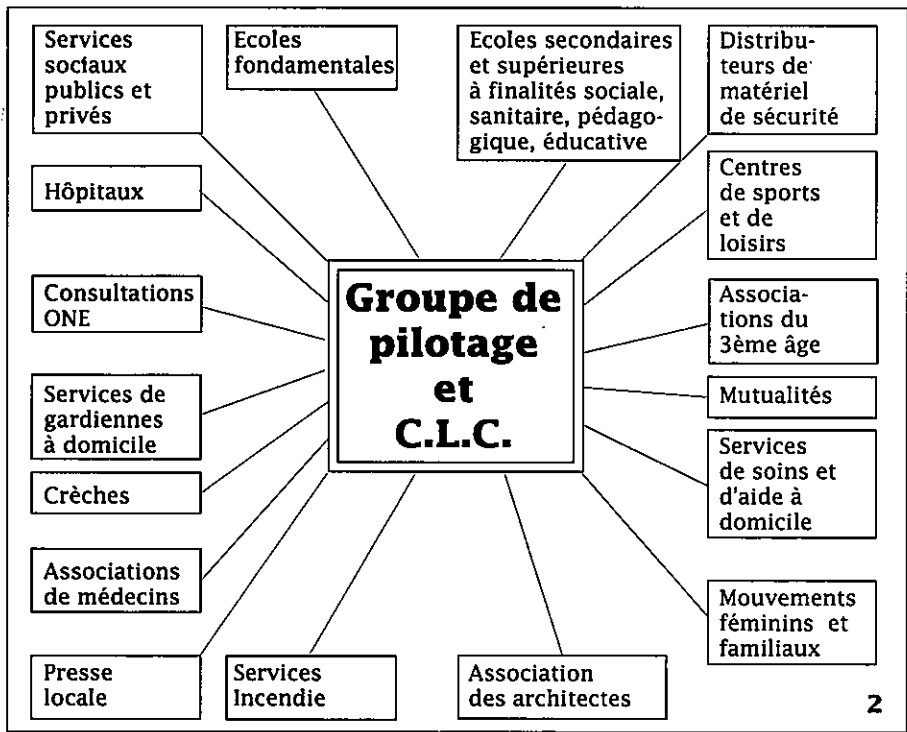 Services
sociaux
publics et
privés
Ecoles
fondamentales
Ecoles secondaires
et supérieures
à finalités sociale,
sanitaire, pédago-
gique, éducative
Distribu-
teurs de
matériel
de sécurité
Hôpitaux
Centres
de sports
et de
loisirs
Consultations
ONE
Groupe de
pilotage
et
C.L.C.
Associa-
tions du
3ème âge
Services de
gardiennes
à domicile
Mutualités
Crèches
Services
de soins et
d'aide à
domicile
Associations
de médecins
Mouvements
féminins et
familiaux
Presse
locale
Services
Incendie
Association
des architectes
2